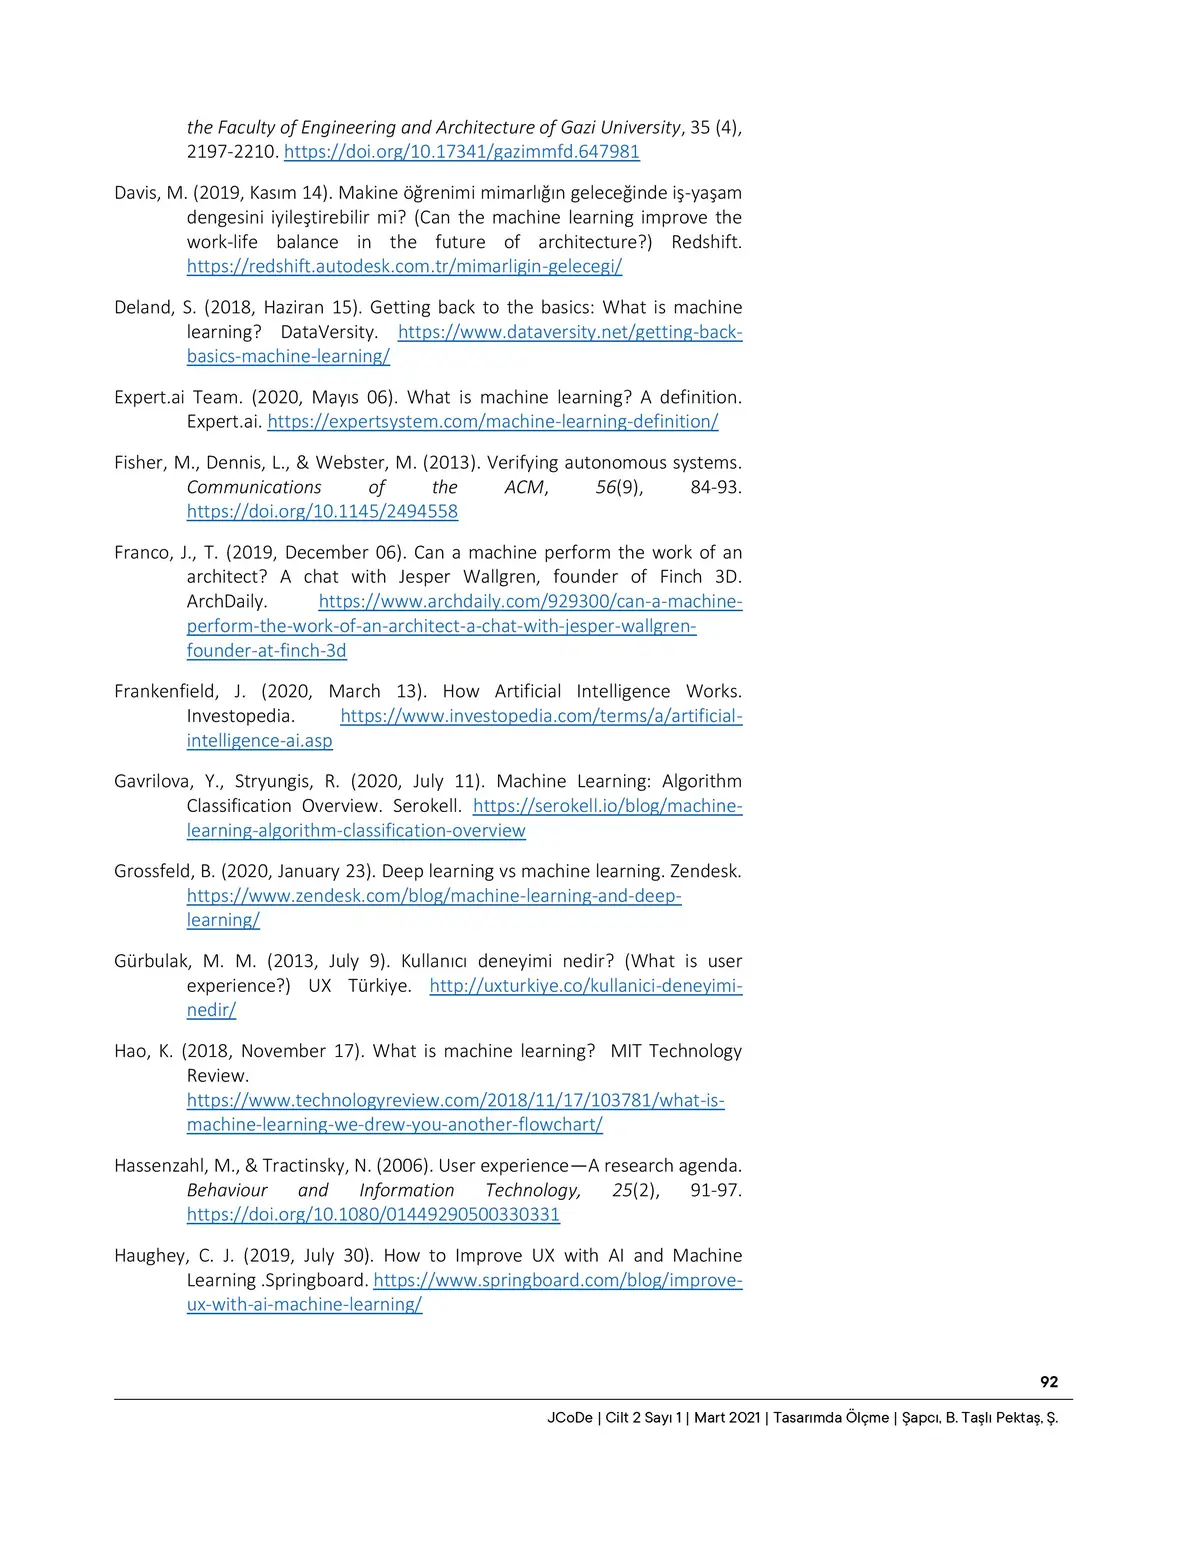 the Faculty of Engineering and Architecture of Gazi University, 35 (4),
2197-2210. https://doi.org/10.17341/gazimmfd.647981
Davis, M. (2019, Kasım 14). Makine öğrenimi mimarlığın geleceğinde iş-yaşam
dengesini iyileştirebilir mi? (Can the machine learning improve the
work-life balance in the future of architecture?) Redshift.
https://redshift.autodesk.com.tr/mimarligin-gelecegi/
Deland, S. (2018, Haziran 15). Getting back to the basics: What is machine
learning? DataVersity. https://www.dataversity.net/getting-back-
basics-machine-learning/
Expert.ai Team. (2020, Mayıs 06). What is machine learning? A definition.
Expert.ai. https://expertsystem.com/machine-learning-definition/
Fisher, M., Dennis, L., & Webster, M. (2013). Verifying autonomous systems.
Communications of the ACM, 56(9), 84-93.
https://doi.org/10.1145/2494558
Franco, J., T. (2019, December 06). Can a machine perform the work of an
architect? A chat with Jesper Wallgren, founder of Finch 3D.
ArchDaily. https://www.archdaily.com/929300/can-a-machine-
perform-the-work-of-an-architect-a-chat-with-jesper-wallgren-
founder-at-finch-3d
Frankenfield, J. (2020, March 13). How Artificial Intelligence Works.
Investopedia. https://www.investopedia.com/terms/a/artificial-
intelligence-ai.asp
Gavrilova, Y., Stryungis, R. (2020, July 11). Machine Learning: Algorithm
Classification Overview. Serokell. https://serokell.io/blog/machine-
learning-algorithm-classification-overview
Grossfeld, B. (2020, January 23). Deep learning vs machine learning. Zendesk.
https://www.zendesk.com/blog/machine-learning-and-deep-
learning/
Gürbulak, M. M. (2013, July 9). Kullanıcı deneyimi nedir? (What is user
experience?) UX Türkiye. http://uxturkiye.co/kullanici-deneyimi-
nedir/
Hao, K. (2018, November 17). What is machine learning? MIT Technology
Review.
https://www.technologyreview.com/2018/11/17/103781/what-is-
machine-learning-we-drew-you-another-flowchart/
Hassenzahl, M., & Tractinsky, N. (2006). User experience—A research agenda.
Behaviour and Information Technology, 25(2), 91-97.
https://doi.org/10.1080/01449290500330331
Haughey, C. J. (2019, July 30). How to Improve UX with AI and Machine
Learning .Springboard. https://www.springboard.com/blog/improve-
ux-with-ai-machine-learning/
92
JCoDe | Cilt 2 Sayı 1 | Mart 2021 | Tasarımda Ölçme | Şapcı, B. Taşlı Pektaş, Ş.